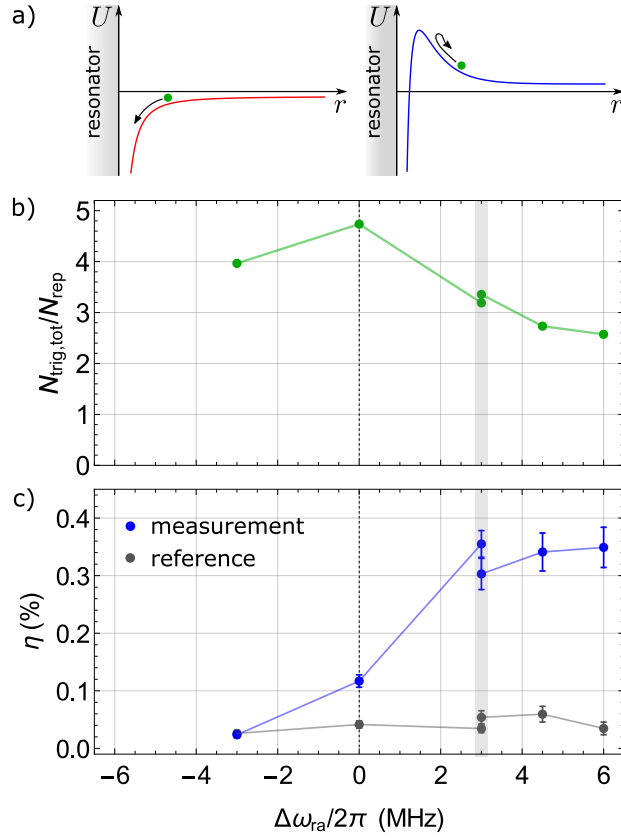 a)
U
resonator
r
U
resonator
r
b)
N_trig,tot/N_rep
5
4
3
2
1
0
c)
measurement
reference
η (%)
0.4
0.3
0.2
0.1
0.0
−6 −4 −2 0 2 4 6
Δω_ra/2π (MHz)